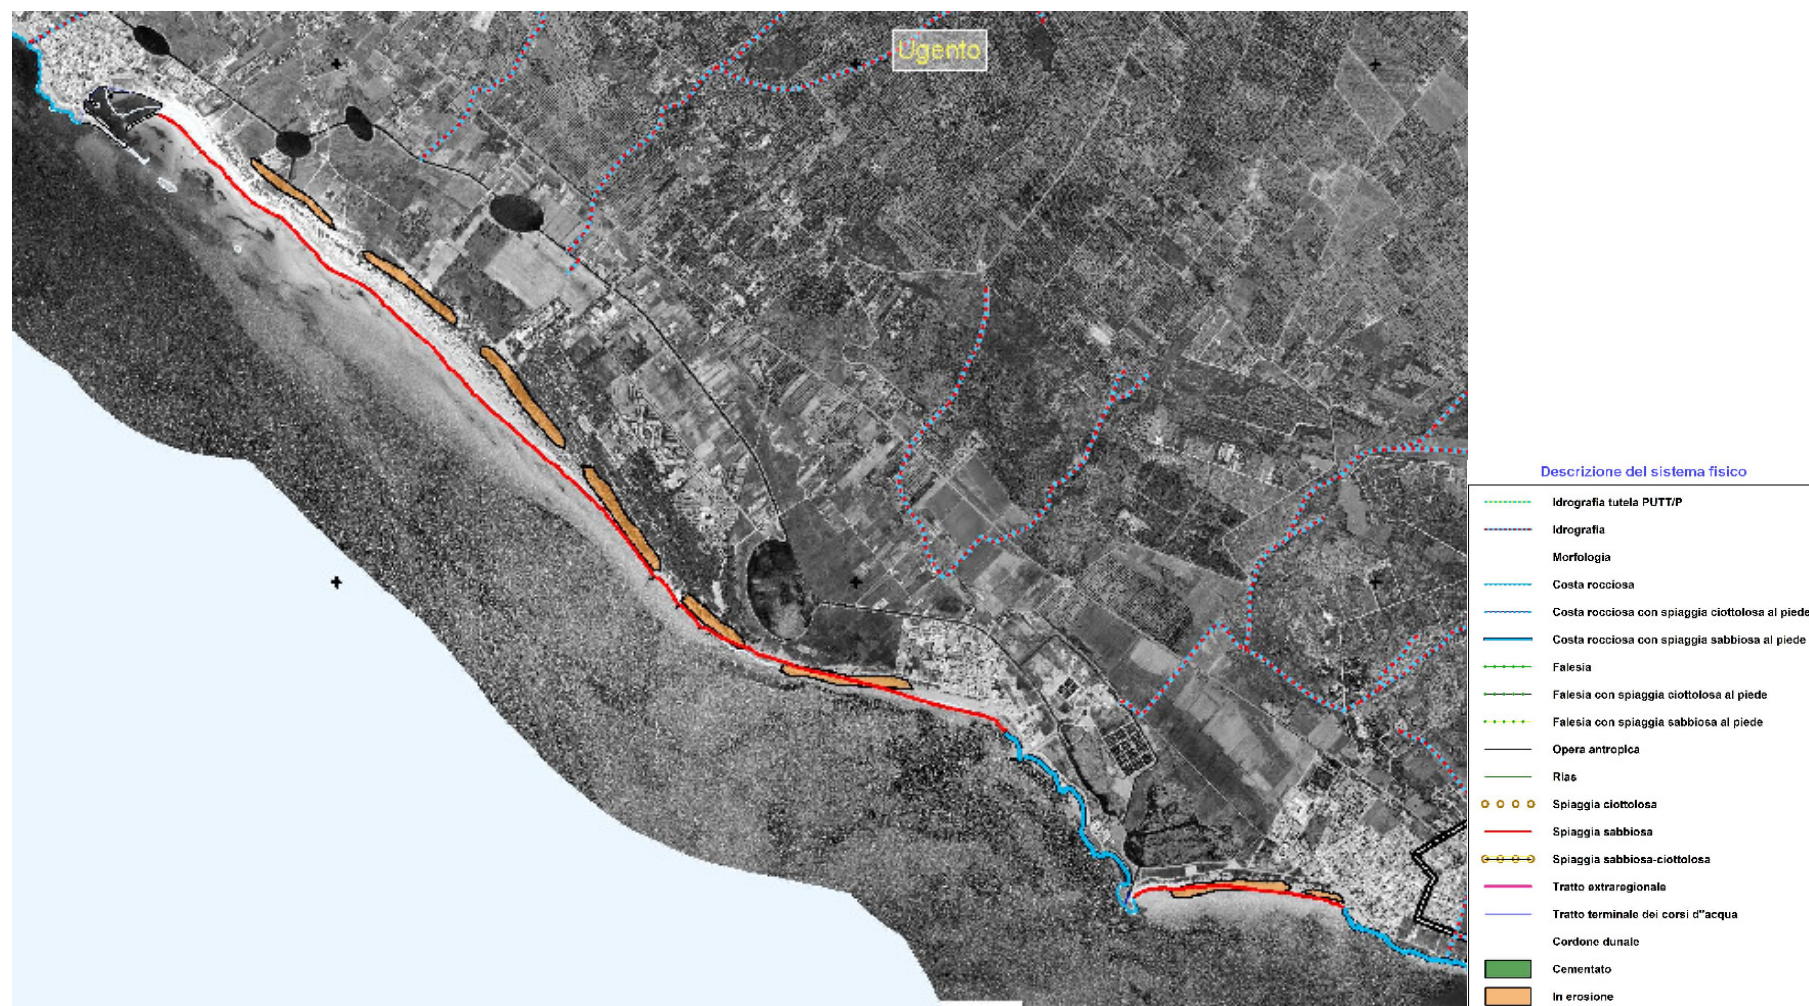 Ugento
Descrizione del sistema fisico
Idrografia tutela PUTT/P
Idrografia
Morfologia
Costa rocciosa
Costa rocciosa con spiaggia ciottolosa al piede
Costa rocciosa con spiaggia sabbiosa al piede
Falesia
Falesia con spiaggia ciottolosa al piede
Falesia con spiaggia sabbiosa al piede
Opera antropica
Rias
Spiaggia ciottolosa
Spiaggia sabbiosa
Spiaggia sabbiosa-ciottolosa
Tratto extraregionale
Tratto terminale dei corsi d''acqua
Cordone dunale
Cementato
In erosione